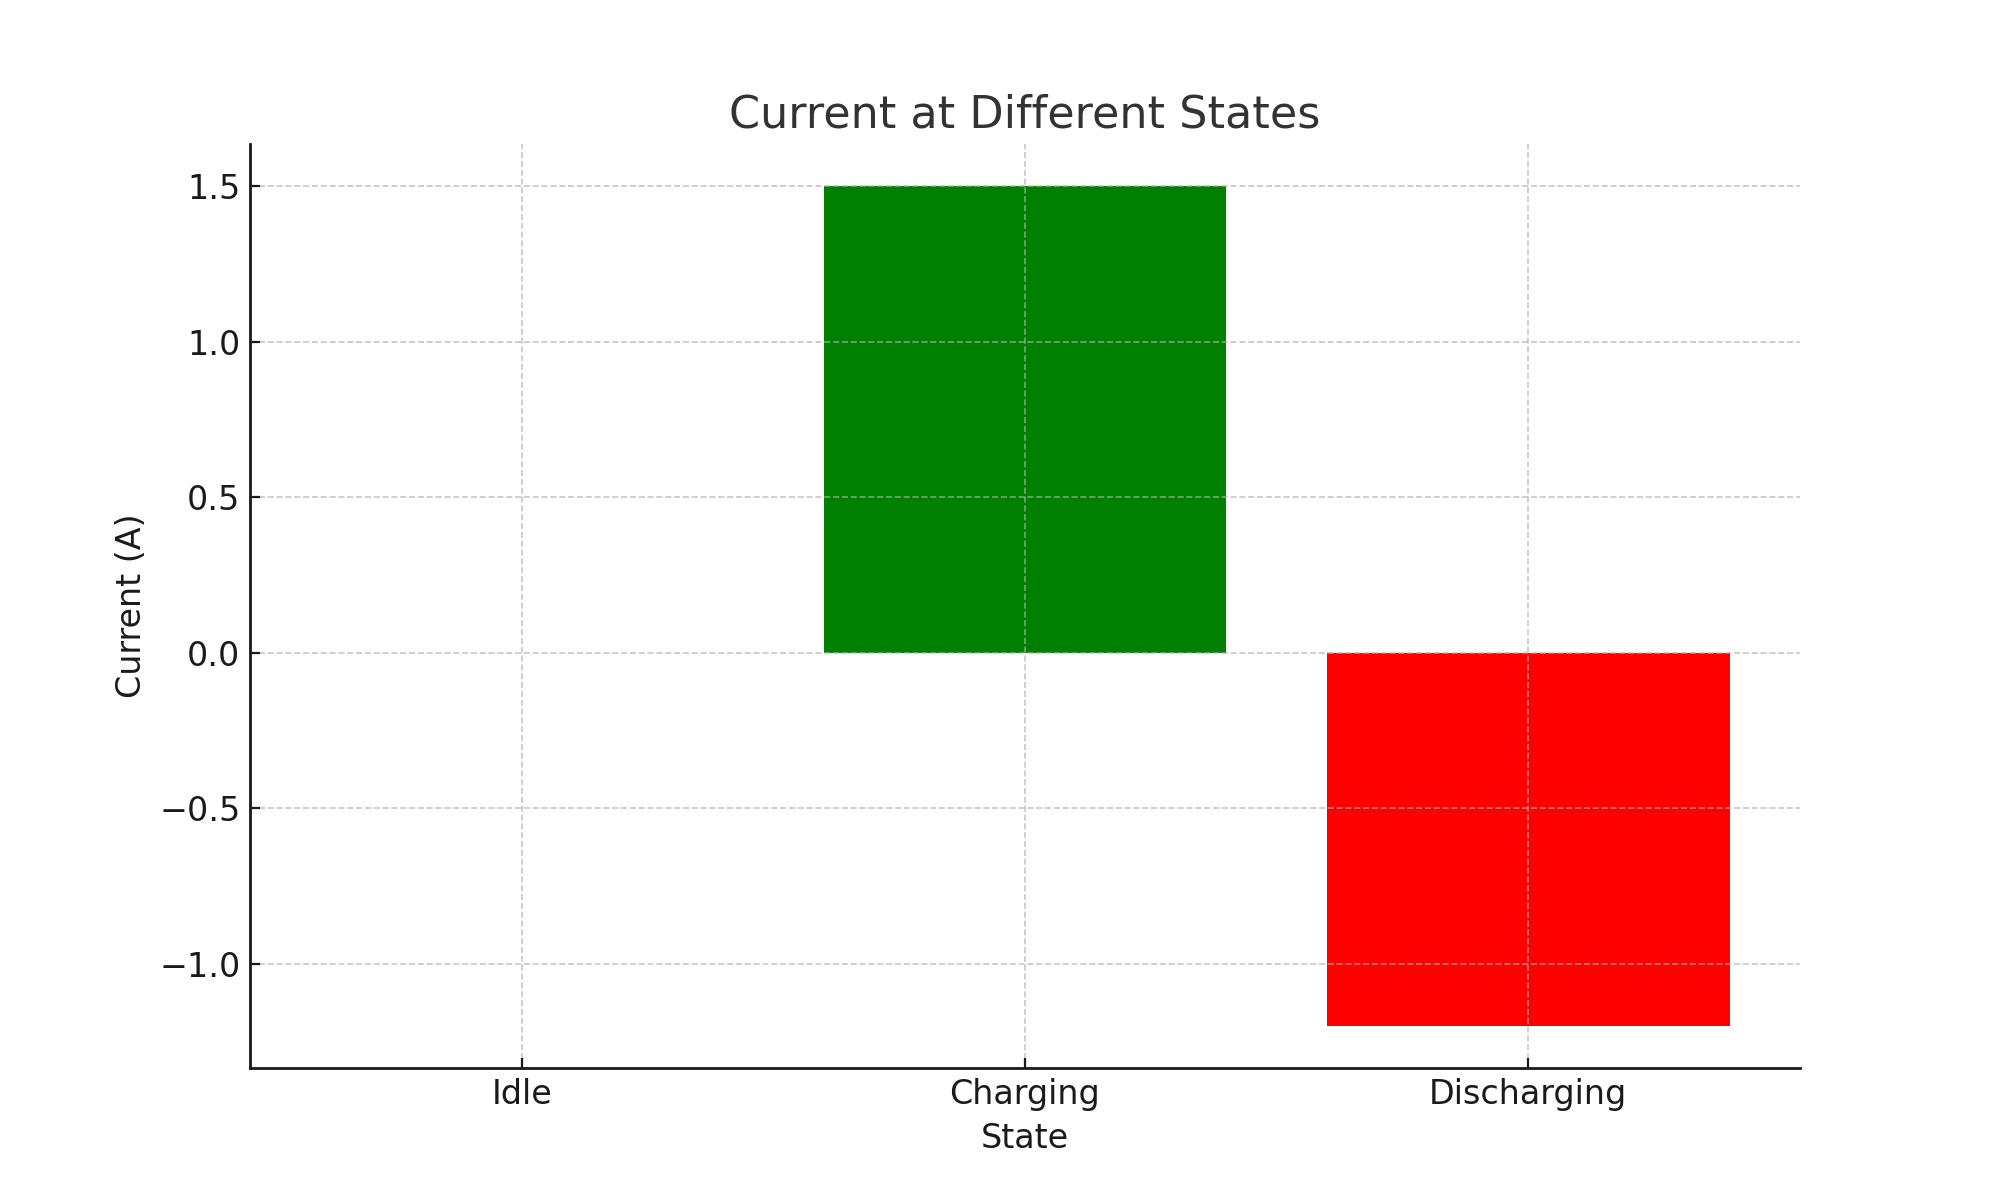 Current at Different States
1.5
1.0
0.5
0.0
−0.5
−1.0
Current (A)
Idle
Charging
Discharging
State